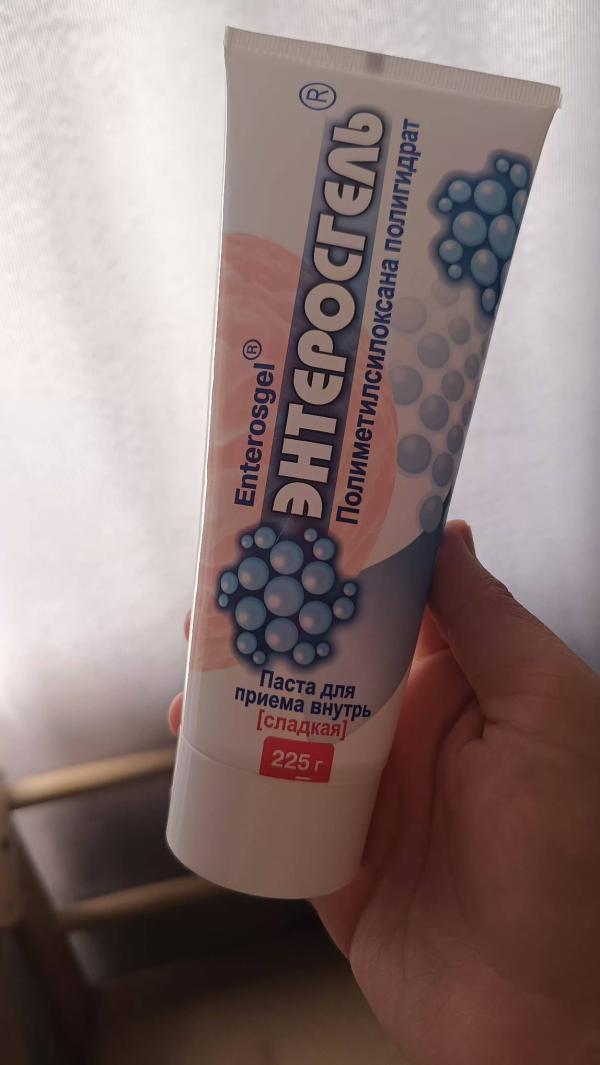 Enterosgel®
ЭНТЕРОСГЕЛЬ®
Полиметилсилоксана полигидрат
Паста для
приема внутрь
[сладкая]
225 г